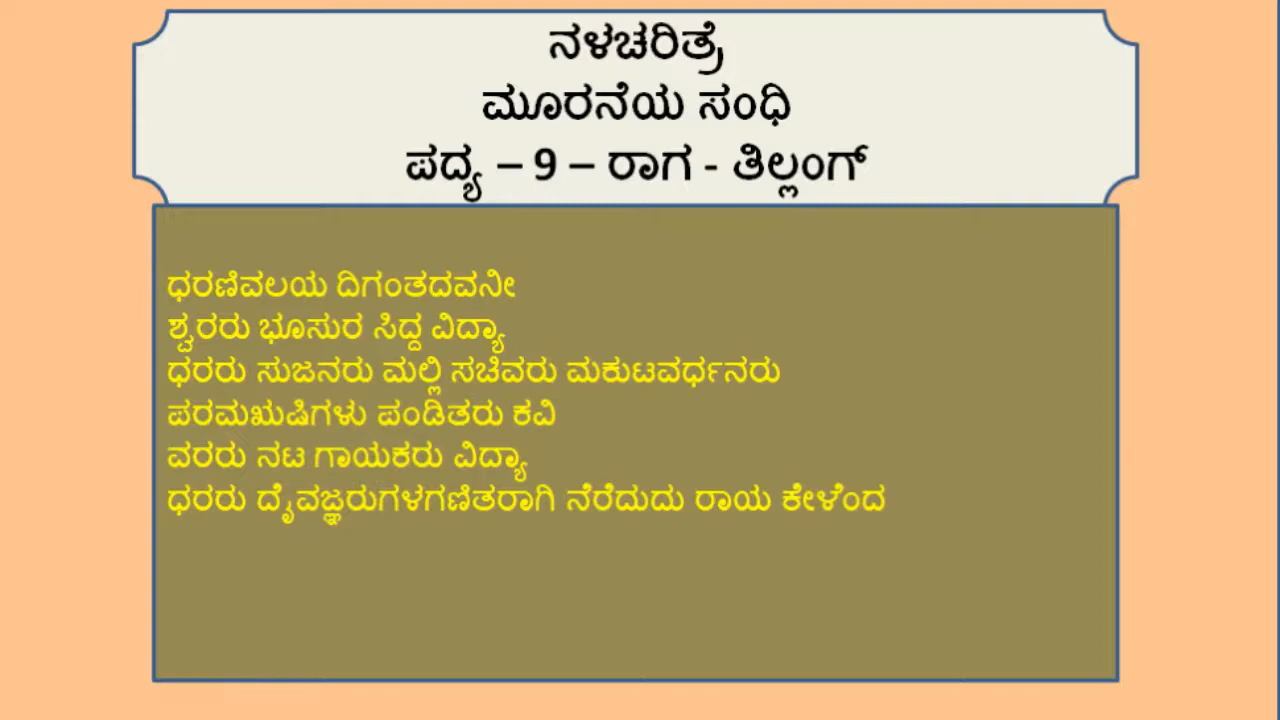 ನಳಚರಿತ್ರೆ
ಮೂರನೆಯ ಸಂಧಿ
ಪದ್ಯ – 9 – ರಾಗ - ತಿಲ್ಲಂಗ್
ಧರಣಿವಲಯ ದಿಗಂತದವನೀ
ಶ್ವರರು ಭೂಸುರ ಸಿದ್ದ ವಿದ್ಯಾ
ಧರರು ಸುಜನರು ಮಲ್ಲಿ ಸಚಿವರು ಮಕುಟವರ್ಧನರು
ಪರಮಋಷಿಗಳು ಪಂಡಿತರು ಕವಿ
ವರರು ನಟ ಗಾಯಕರು ವಿದ್ಯಾ
ಧರರು ದೈವಜ್ಞರುಗಳಗಣಿತರಾಗಿ ನೆರೆದುದು ರಾಯ ಕೇಳೆಂದ